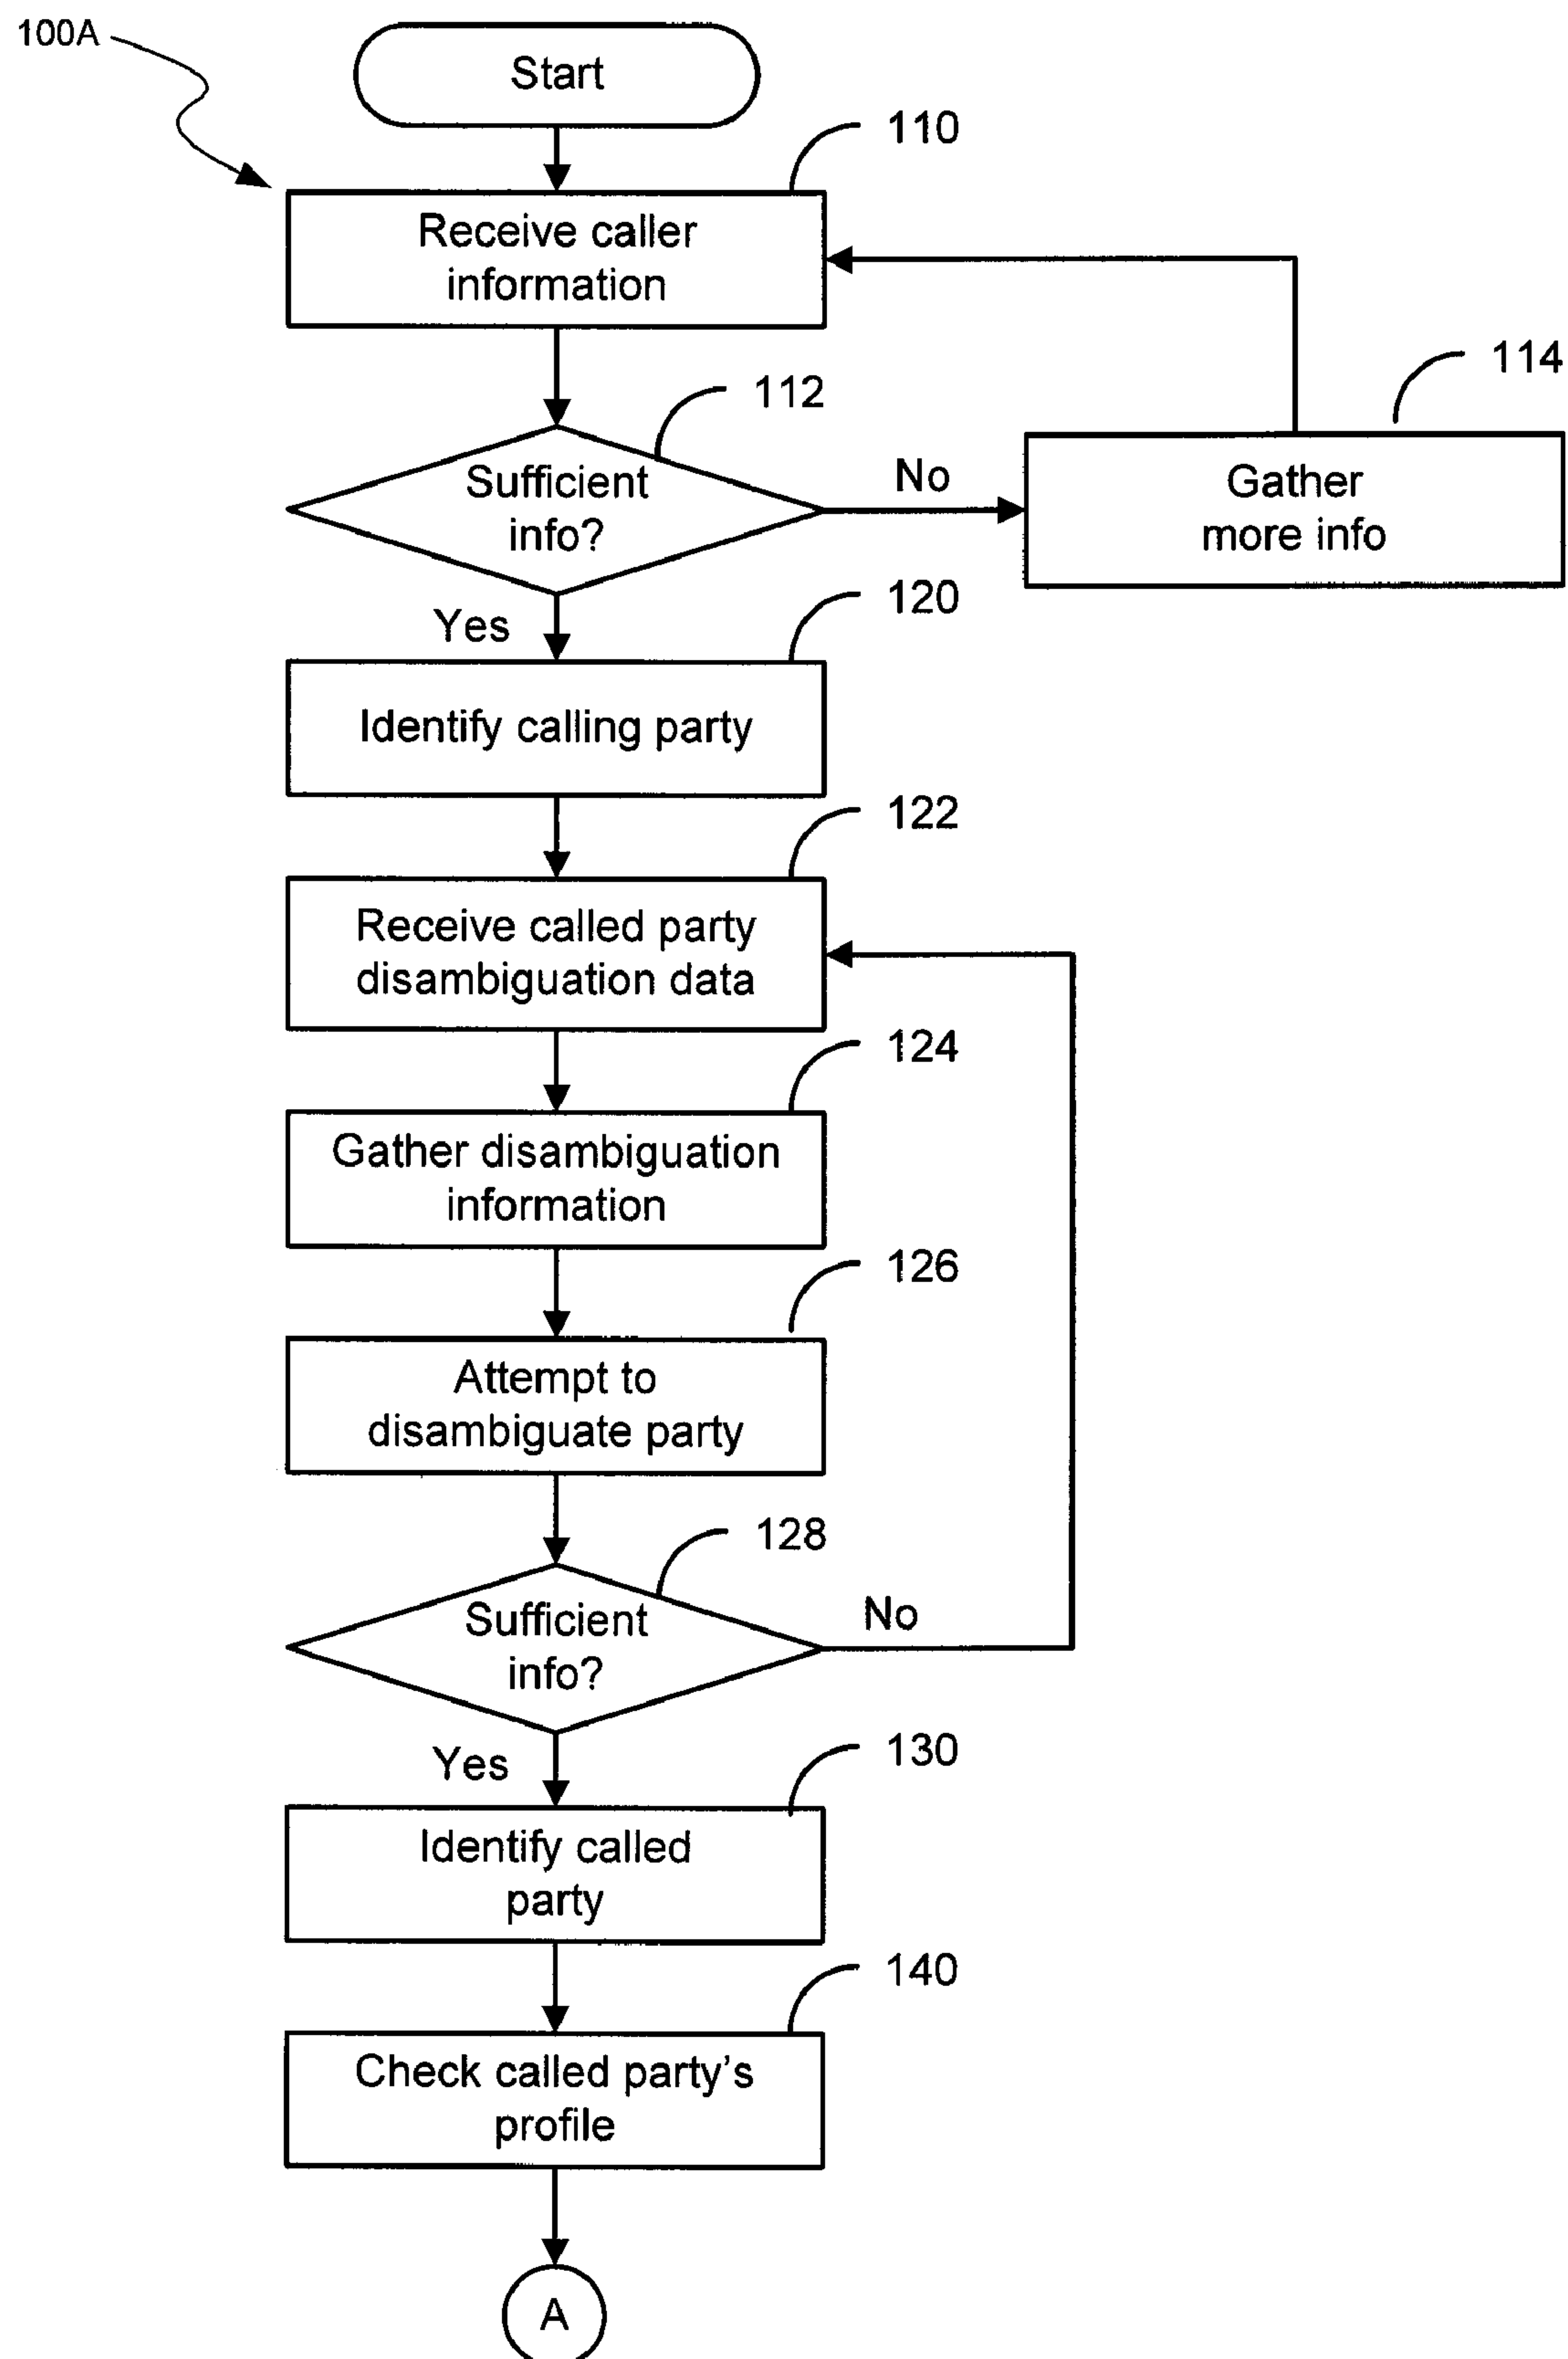 100A
Start
110
Receive caller
information
112
114
Sufficient
info?
No
Gather
more info
Yes
120
Identify calling party
122
Receive called party
disambiguation data
124
Gather disambiguation
information
126
Attempt to
disambiguate party
128
Sufficient
info?
No
Yes
130
Identify called
party
140
Check called party's
profile
A